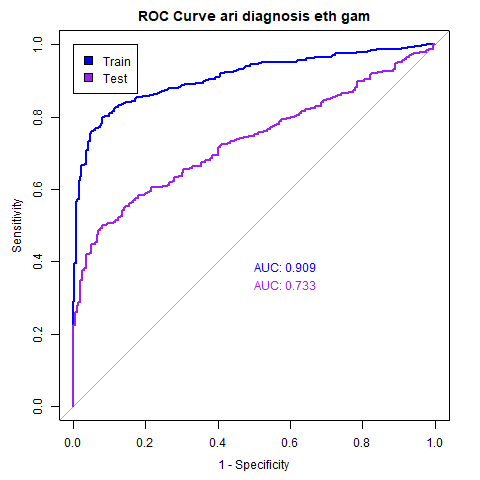 ROC Curve ari diagnosis eth gam
Train
Test
AUC: 0.909
AUC: 0.733
Sensitivity
0.0
0.2
0.4
0.6
0.8
1.0
0.0 0.2 0.4 0.6 0.8 1.0
1 - Specificity